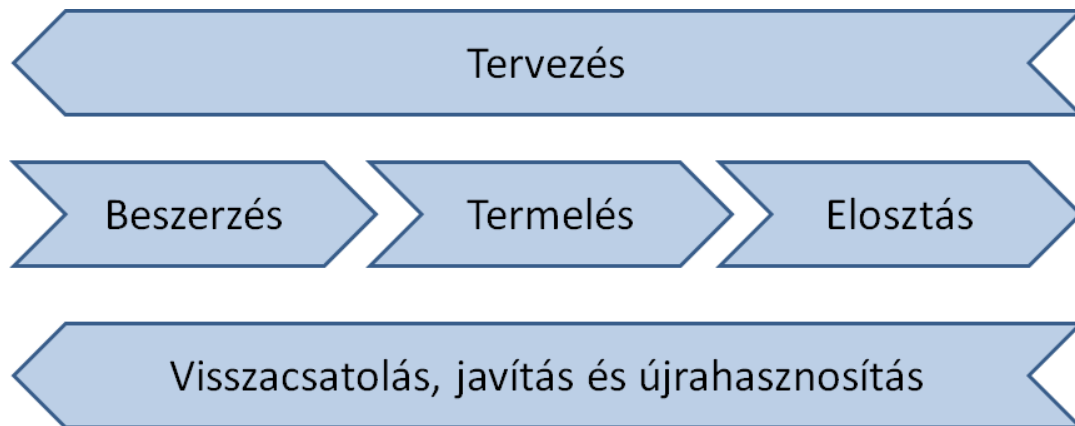 Tervezés
Beszerzés
Termelés
Elosztás
Visszacsatolás, javítás és újrahasznosítás